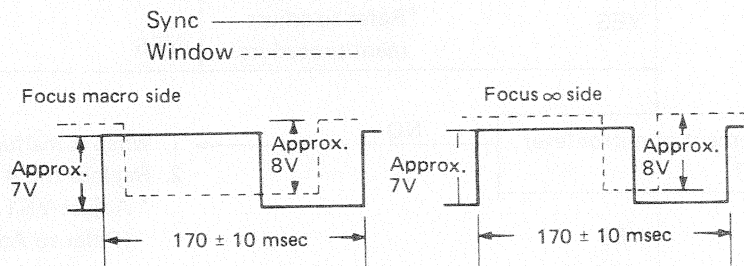 Sync
Window
Focus macro side
Focus ∞ side
Approx.
7V
Approx.
8V
Approx.
7V
Approx.
8V
170 ± 10 msec
170 ± 10 msec